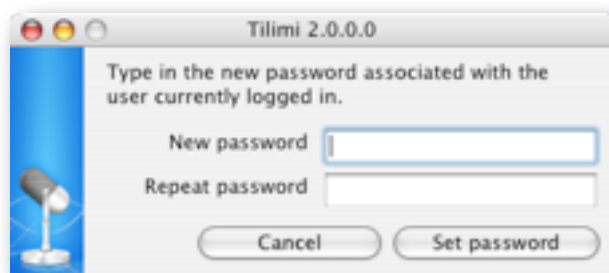 Tilimi 2.0.0.0
Type in the new password associated with the
user currently logged in.
New password
Repeat password
Cancel
Set password